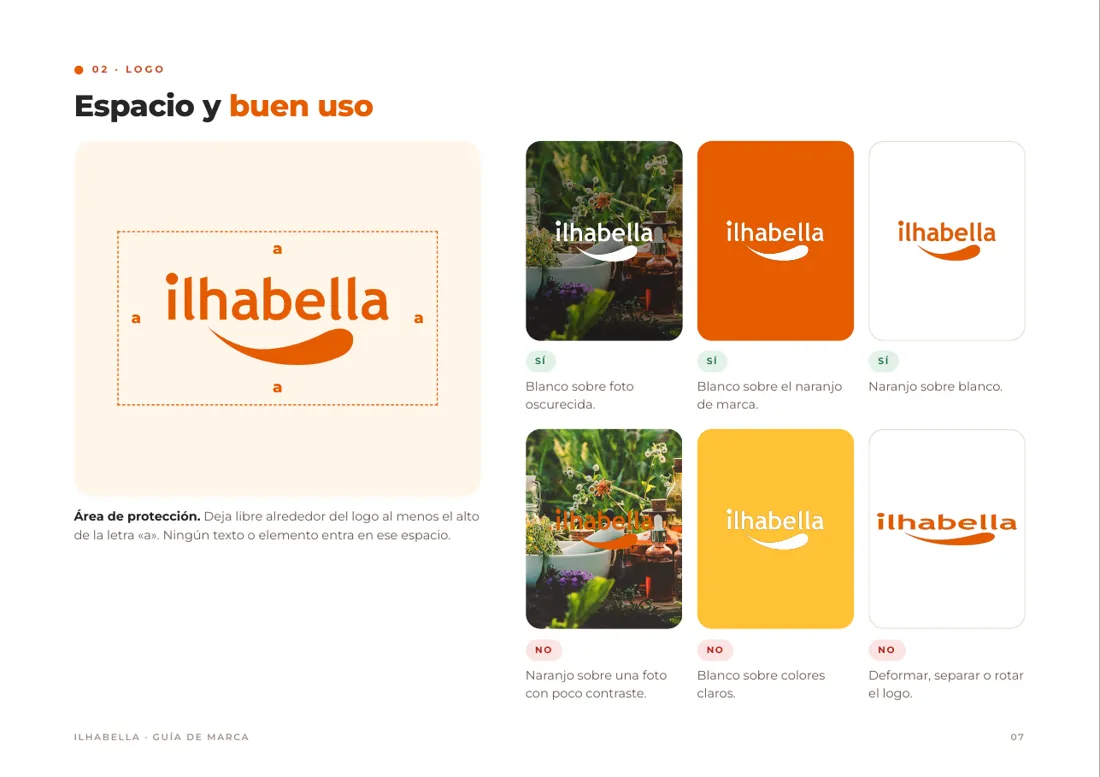 02 · LOGO
Espacio y buen uso
a
ilhabella
a
a
a
Área de protección. Deja libre alrededor del logo al menos el alto
de la letra «a». Ningún texto o elemento entra en ese espacio.
ilhabella
ilhabella
ilhabella
SÍ
SÍ
SÍ
Blanco sobre foto
oscurecida.
Blanco sobre el naranjo
de marca.
Naranjo sobre blanco.
ilhabella
ilhabella
ilhabella
NO
NO
NO
Naranjo sobre una foto
con poco contraste.
Blanco sobre colores
claros.
Deformar, separar o rotar
el logo.
ILHABELLA · GUÍA DE MARCA
07